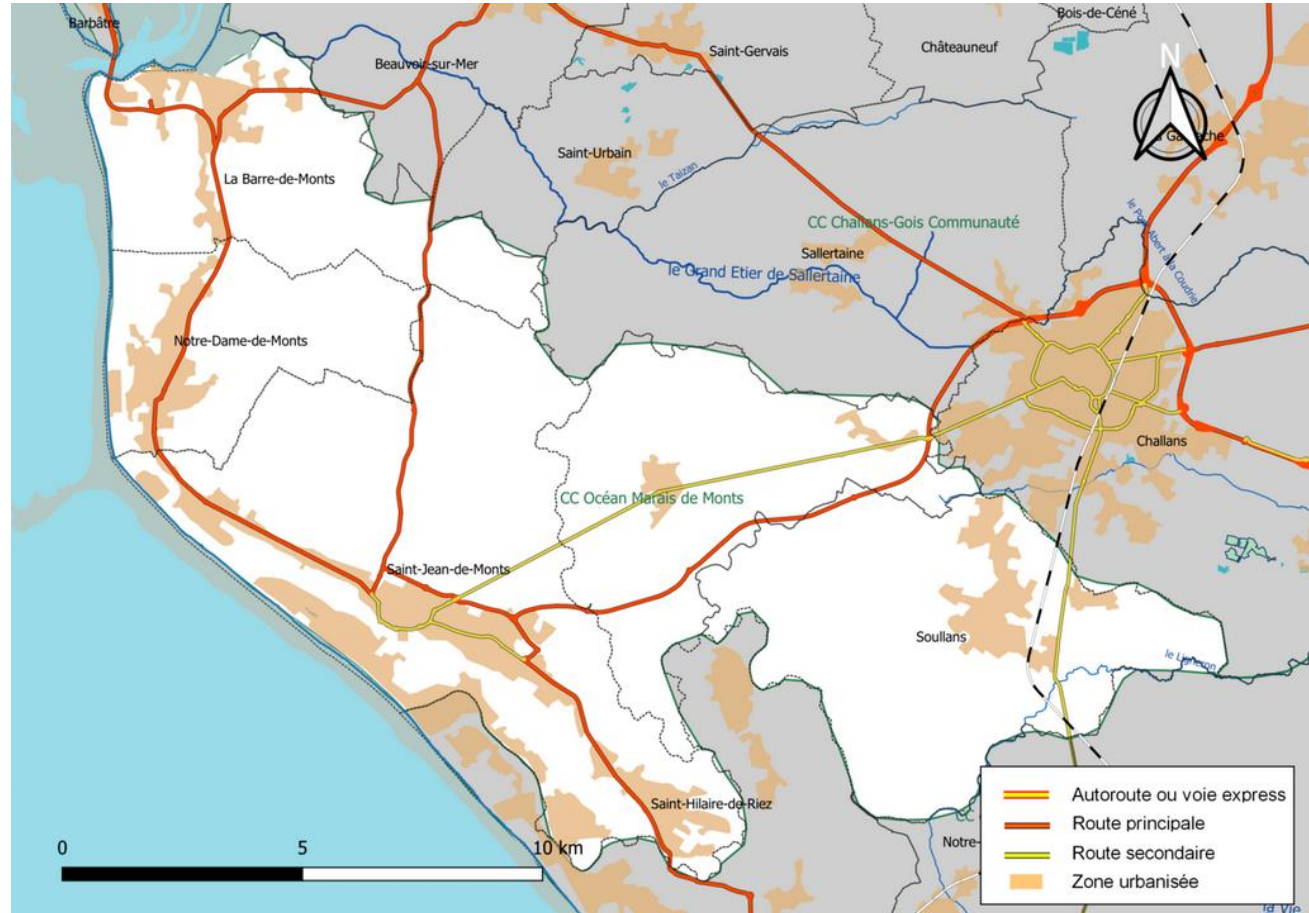 Barbâtre
Bois-de-Céné
Beauvoir-sur-Mer
Saint-Gervais
Châteauneuf
N
Saint-Urbain
le Taizan
La Barre-de-Monts
CC Challans-Gois Communauté
Sallertaine
le Grand Etier de Sallertaine
Notre-Dame-de-Monts
Challans
CC Océan Marais de Monts
Saint-Jean-de-Monts
Soullans
le Ligneron
Saint-Hilaire-de-Riez
Notre-
0 5 10 km
Autoroute ou voie express
Route principale
Route secondaire
Zone urbanisée
la Vie